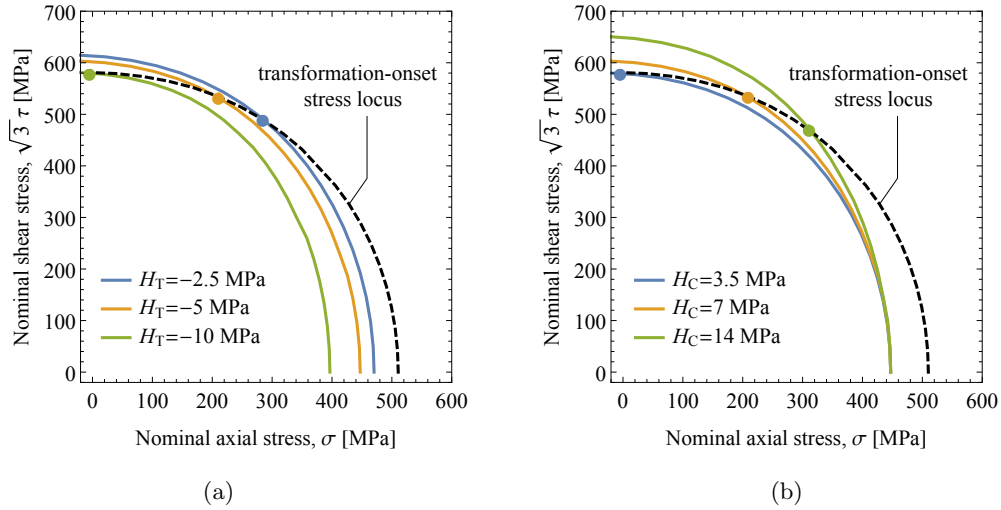 700
600
500
400
300
200
100
0
Nominal shear stress, √3 τ [MPa]
transformation-onset
stress locus
H_T=−2.5 MPa
H_T=−5 MPa
H_T=−10 MPa
0 100 200 300 400 500 600
Nominal axial stress, σ [MPa]
(a)
700
600
500
400
300
200
100
0
Nominal shear stress, √3 τ [MPa]
transformation-onset
stress locus
H_C=3.5 MPa
H_C=7 MPa
H_C=14 MPa
0 100 200 300 400 500 600
Nominal axial stress, σ [MPa]
(b)